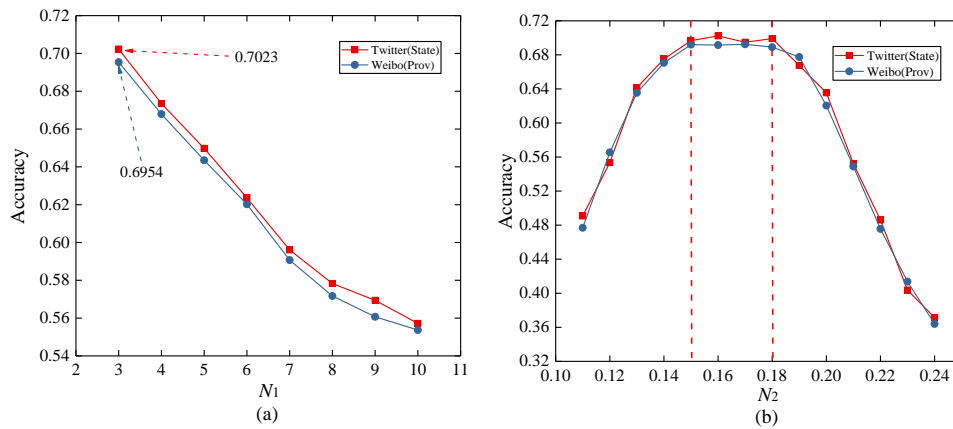 0.72
0.70
0.68
0.66
0.64
0.62
0.60
0.58
0.56
0.54
Accuracy
0.7023
0.6954
Twitter(State)
Weibo(Prov)
2 3 4 5 6 7 8 9 10 11
N1
(a)
0.72
0.68
0.64
0.60
0.56
0.52
0.48
0.44
0.40
0.36
0.32
Accuracy
Twitter(State)
Weibo(Prov)
0.10 0.12 0.14 0.16 0.18 0.20 0.22 0.24
N2
(b)